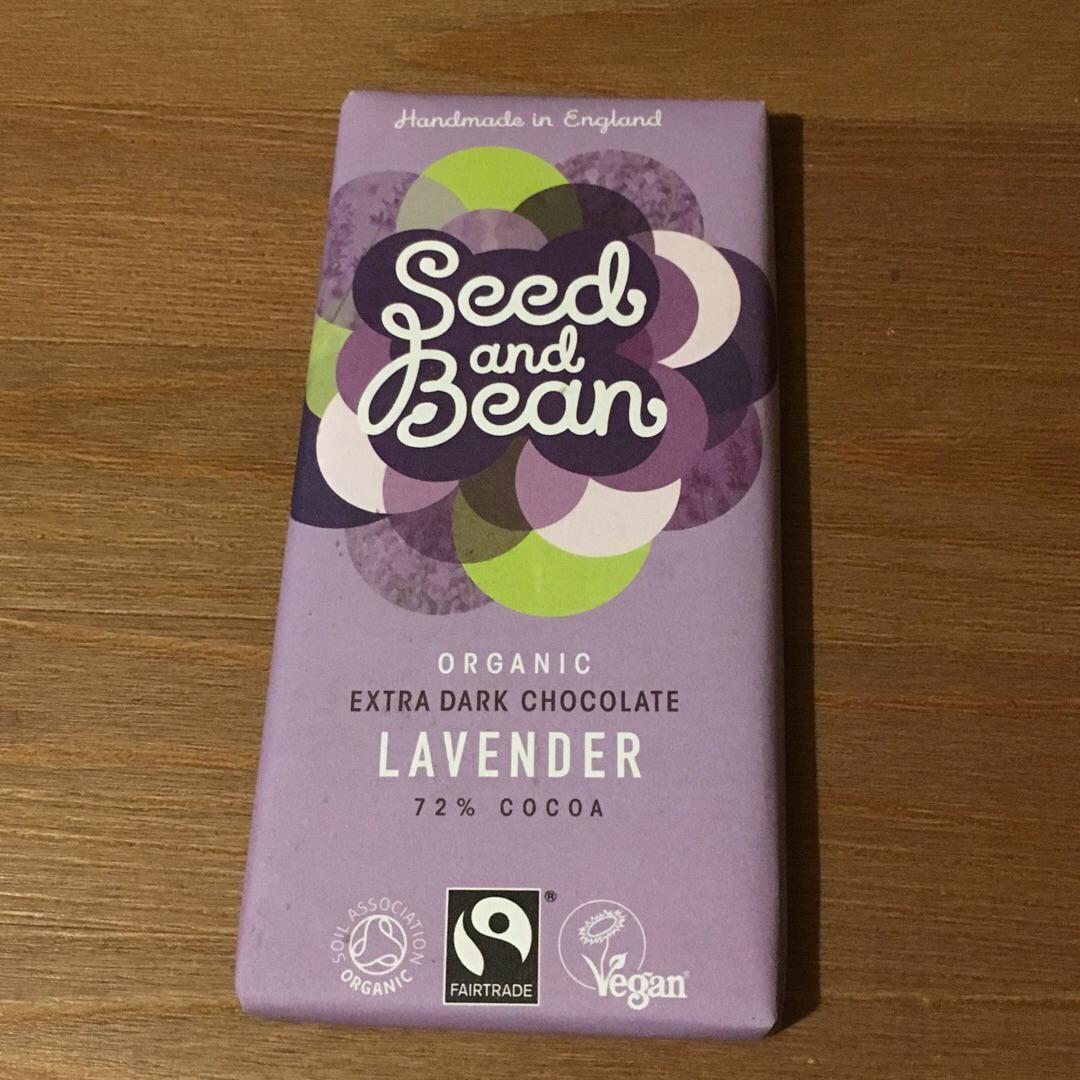 Handmade in England
Seed
and
Bean
ORGANIC
EXTRA DARK CHOCOLATE
LAVENDER
72% COCOA
SOIL ASSOCIATION
ORGANIC
®
FAIRTRADE
Vegan